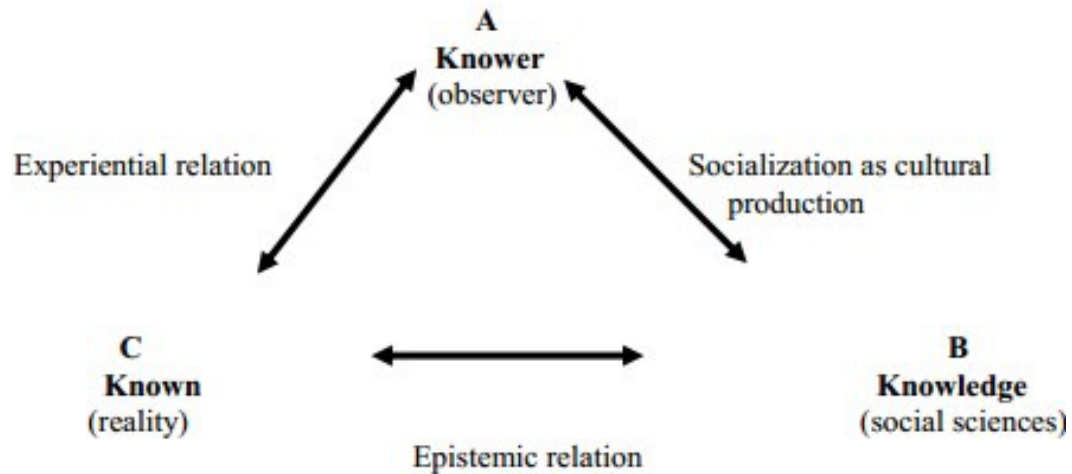 A
Knower
(observer)
Experiential relation
Socialization as cultural
production
C
Known
(reality)
B
Knowledge
(social sciences)
Epistemic relation